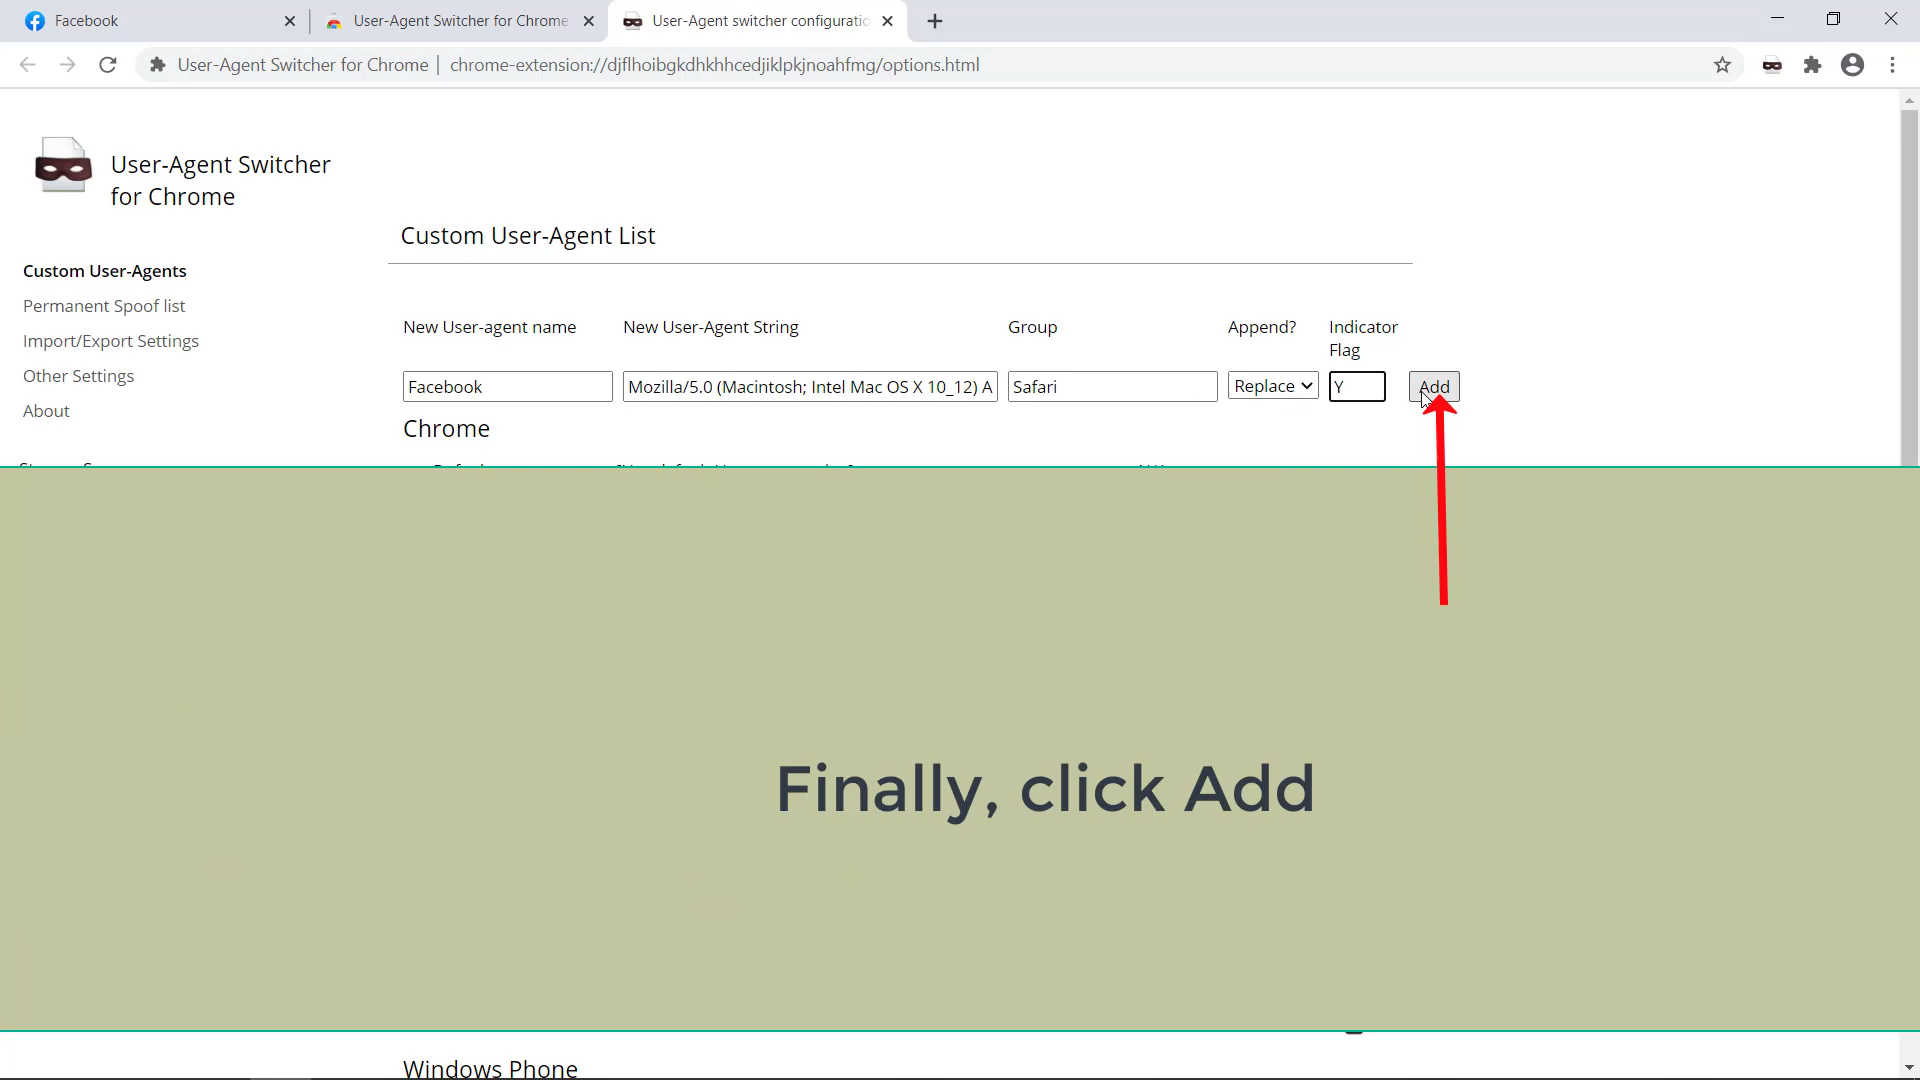 Facebook
User-Agent Switcher for Chrome
User-Agent switcher configuratio
User-Agent Switcher for Chrome | chrome-extension://djflhoibgkdhkhhcedjiklpkjnoahfmg/options.html
User-Agent Switcher
for Chrome
Custom User-Agent List
Custom User-Agents
Permanent Spoof list
Import/Export Settings
Other Settings
About
New User-agent name
New User-Agent String
Group
Append?
Indicator
Flag
Facebook
Mozilla/5.0 (Macintosh; Intel Mac OS X 10_12) A
Safari
Replace
Y
Add
Chrome
Finally, click Add
Windows Phone